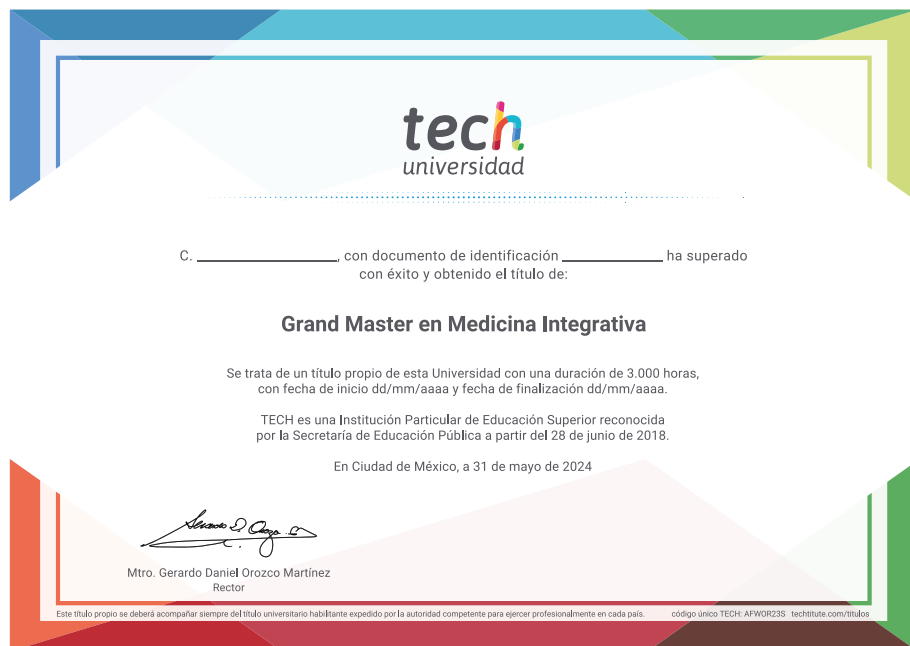 tech
universidad
C. ____________, con documento de identificación ____________ ha superado
con éxito y obtenido el título de:
Grand Master en Medicina Integrativa
Se trata de un título propio de esta Universidad con una duración de 3.000 horas,
con fecha de inicio dd/mm/aaaa y fecha de finalización dd/mm/aaaa.
TECH es una Institución Particular de Educación Superior reconocida
por la Secretaría de Educación Pública a partir del 28 de junio de 2018.
En Ciudad de México, a 31 de mayo de 2024
Mtro. Gerardo Daniel Orozco Martínez
Rector
Este título propio se deberá acompañar siempre del título universitario habilitante expedido por la autoridad competente para ejercer profesionalmente en cada país. código único TECH: AFWOR23S techtitute.com/titulos